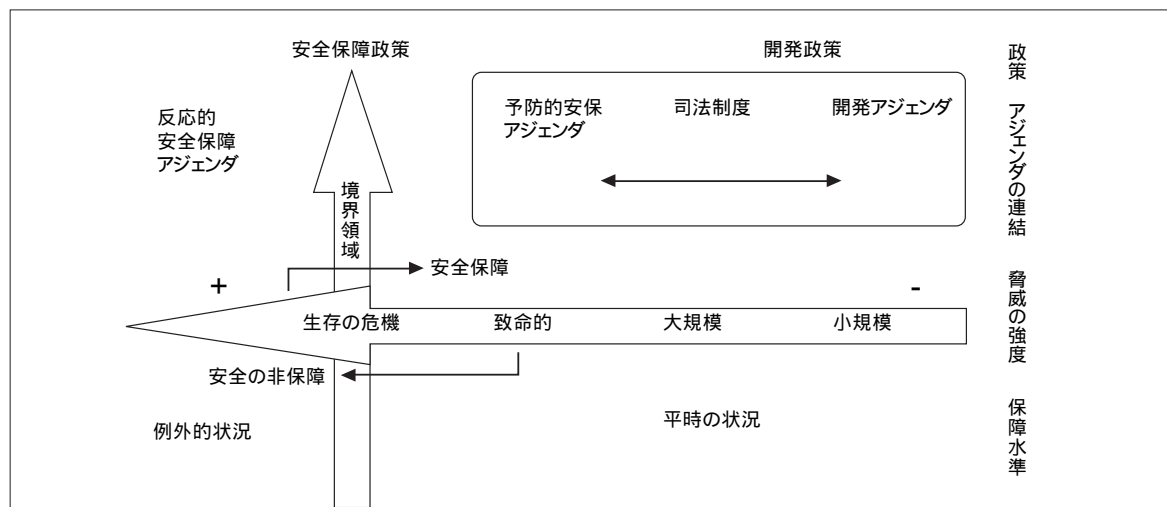 安全保障政策
開発政策
反応的
安全保障
アジェンダ
予防的安保
アジェンダ
司法制度
開発アジェンダ
境界領域
政策 アジェンダの連結
+
安全保障
-
生存の危機
致命的
大規模
小規模
脅威の強度
安全の非保障
例外的状況
平時の状況
保障水準